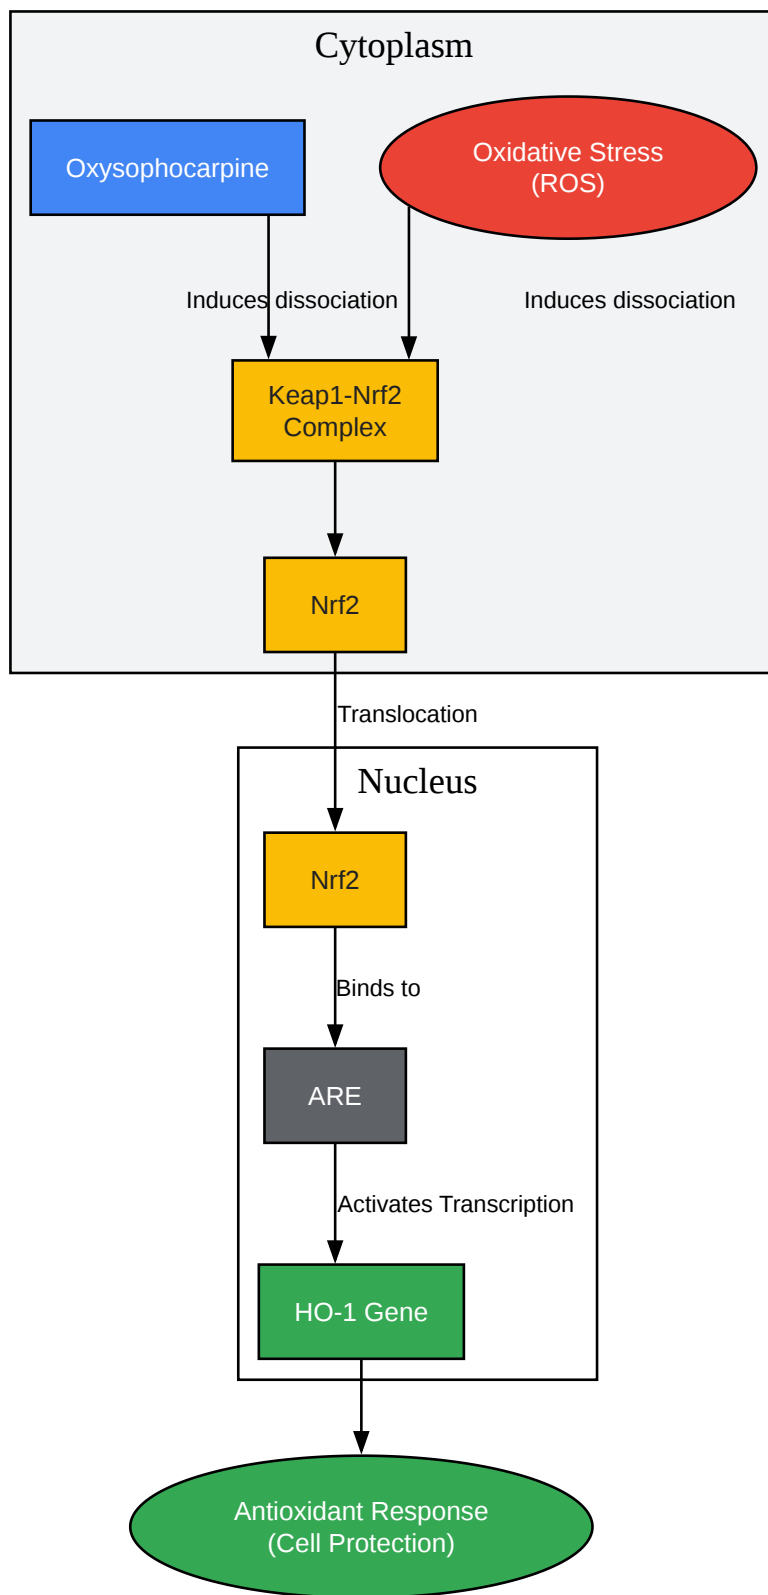 Cytoplasm
Oxysophocarpine
Oxidative Stress
(ROS)
Induces dissociation
Induces dissociation
Keap1-Nrf2
Complex
Nrf2
Translocation
Nucleus
Nrf2
Binds to
ARE
Activates Transcription
HO-1 Gene
Antioxidant Response
(Cell Protection)